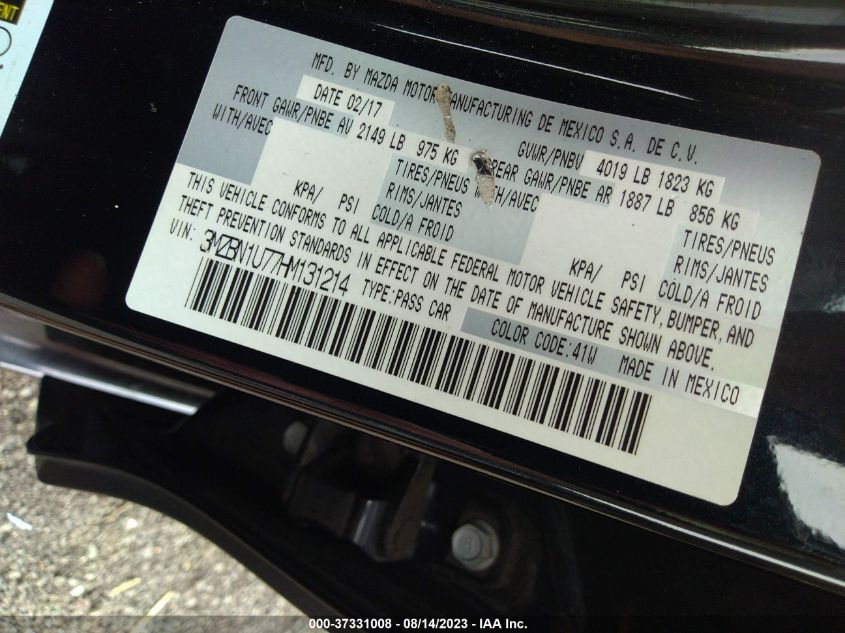 ENT
MFD. BY MAZDA MOTOR MANUFACTURING DE MEXICO S.A. DE C.V.
DATE 02/17 GVWR/PNBV 4019 LB 1823 KG
FRONT GAWR/PNBE AV 2149 LB 975 KG REAR GAWR/PNBE AR 1887 LB 856 KG
WITH/AVEC TIRES/PNEUS WITH/AVEC TIRES/PNEUS
RIMS/JANTES RIMS/JANTES
KPA/ PSI COLD/A FROID KPA/ PSI COLD/A FROID
THIS VEHICLE CONFORMS TO ALL APPLICABLE FEDERAL MOTOR VEHICLE SAFETY, BUMPER, AND
THEFT PREVENTION STANDARDS IN EFFECT ON THE DATE OF MANUFACTURE SHOWN ABOVE.
VIN: 3MZBN1U77HM131214 TYPE:PASS CAR
COLOR CODE:41W MADE IN MEXICO
000-37331008 - 08/14/2023 - IAA Inc.